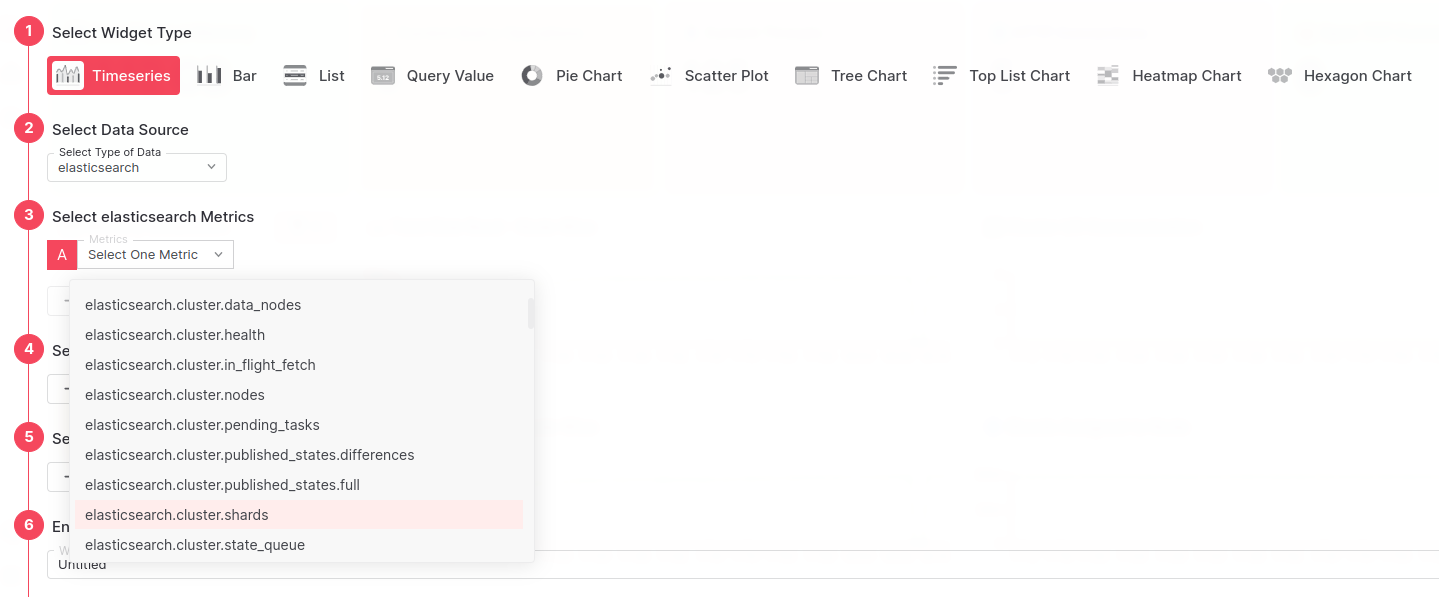 1 Select Widget Type
Timeseries Bar List 5.12 Query Value Pie Chart Scatter Plot Tree Chart Top List Chart Heatmap Chart Hexagon Chart
2 Select Data Source
Select Type of Data
elasticsearch
3 Select elasticsearch Metrics
Metrics
A Select One Metric
elasticsearch.cluster.data_nodes
elasticsearch.cluster.health
4 Se
elasticsearch.cluster.in_flight_fetch
elasticsearch.cluster.nodes
elasticsearch.cluster.pending_tasks
5 Se
elasticsearch.cluster.published_states.differences
elasticsearch.cluster.published_states.full
elasticsearch.cluster.shards
6 En
elasticsearch.cluster.state_queue
W
Untitled